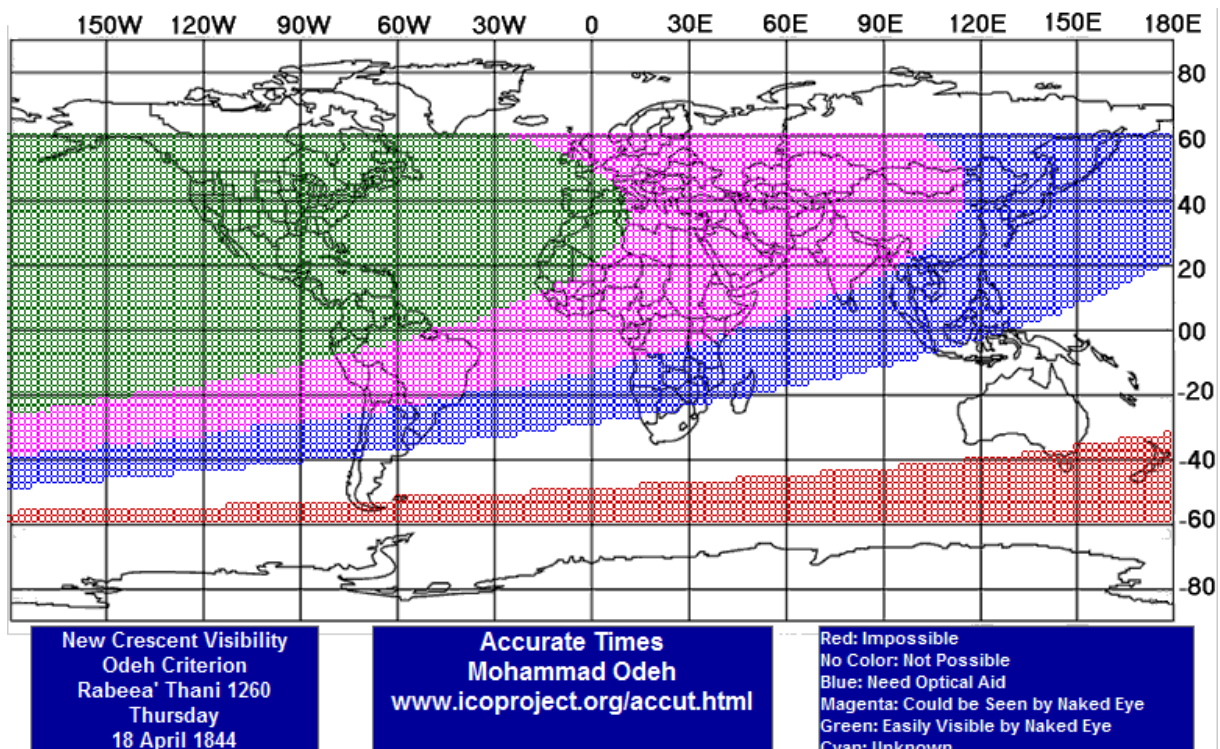 150W 120W 90W 60W 30W 0 30E 60E 90E 120E 150E 180E
80
60
40
20
00
-20
-40
-60
-80
New Crescent Visibility
Odeh Criterion
Rabeea' Thani 1260
Thursday
18 April 1844
Accurate Times
Mohammad Odeh
www.icoproject.org/accut.html
Red: Impossible
No Color: Not Possible
Blue: Need Optical Aid
Magenta: Could be Seen by Naked Eye
Green: Easily Visible by Naked Eye
Cyan: Unknown